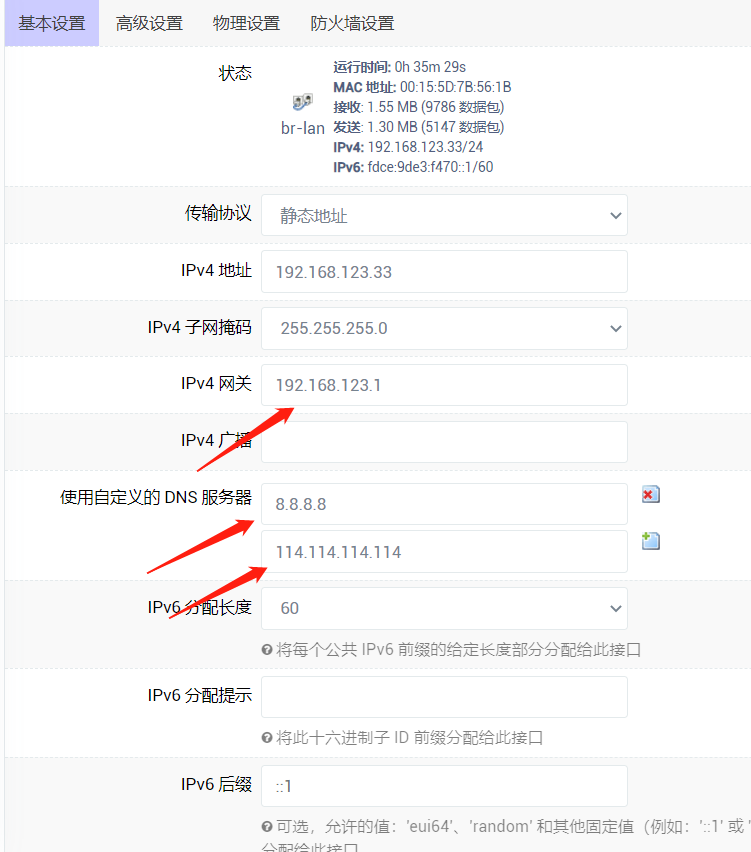 基本设置 高级设置 物理设置 防火墙设置
状态
br-lan
运行时间: 0h 35m 29s
MAC 地址: 00:15:5D:7B:56:1B
接收: 1.55 MB (9786 数据包)
发送: 1.30 MB (5147 数据包)
IPv4: 192.168.123.33/24
IPv6: fdce:9de3:f470::1/60
传输协议 静态地址
IPv4 地址 192.168.123.33
IPv4 子网掩码 255.255.255.0
IPv4 网关 192.168.123.1
IPv4 广播
使用自定义的 DNS 服务器 8.8.8.8
114.114.114.114
IPv6 分配长度 60
将每个公共 IPv6 前缀的给定长度部分分配给此接口
IPv6 分配提示
将此十六进制子 ID 前缀分配给此接口
IPv6 后缀 ::1
可选，允许的值：'eui64'、'random' 和其他固定值（例如：'::1' 或 '
分配给此接口